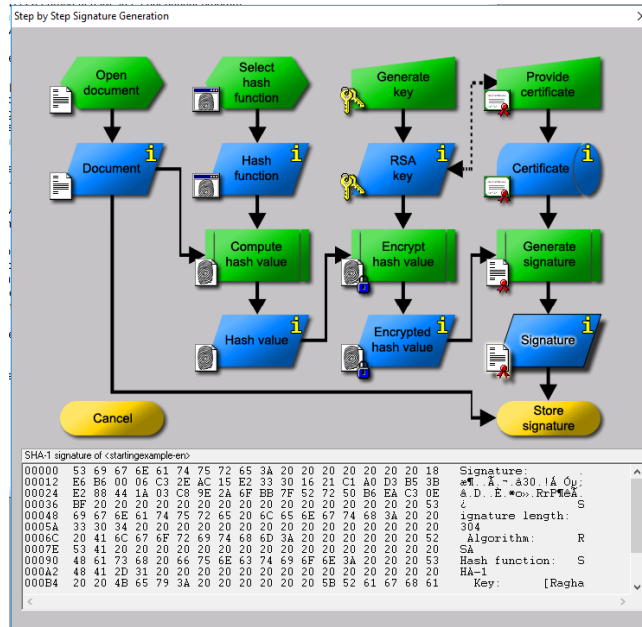 Step by Step Signature Generation
Open document
Select hash function
Generate key
Provide certificate
Document
Hash function
RSA key
Certificate
Compute hash value
Encrypt hash value
Generate signature
Hash value
Encrypted hash value
Signature
Cancel
Store signature
SHA-1 signature of <startingexample-en>
00000 53 69 67 6E 61 74 75 72 65 3A 20 20 20 20 20 20 20 18 Signature: .
00012 E6 B6 00 06 C3 2E AC 15 E2 33 30 16 21 C1 A0 D3 B5 3B æ¶..Ã.¬.â30.!Á Óµ;
00024 E2 88 44 1A 03 C8 9E 2A 6F BB 7F 52 72 50 B6 EA C3 0E
00036 BF 20 20 20 20 20 20 20 20 20 20 20 20 20 20 20 20 53 ¿ S
00048 69 67 6E 61 74 75 72 65 20 6C 65 6E 67 74 68 3A 20 20 ignature length:
0005A 33 30 34 20 20 20 20 20 20 20 20 20 20 20 20 20 20 20 304
0006C 20 41 6C 67 6F 72 69 74 68 6D 3A 20 20 20 20 20 20 52 Algorithm: R
0007E 53 41 20 20 20 20 20 20 20 20 20 20 20 20 20 20 20 20 SA
00090 48 61 73 68 20 66 75 6E 63 74 69 6F 6E 3A 20 20 20 53 Hash function: S
000A2 48 41 2D 31 20 20 20 20 20 20 20 20 20 20 20 20 20 20 HA-1
000B4 20 20 4B 65 79 3A 20 20 20 20 20 20 20 5B 52 61 67 68 61 Key: [Ragha